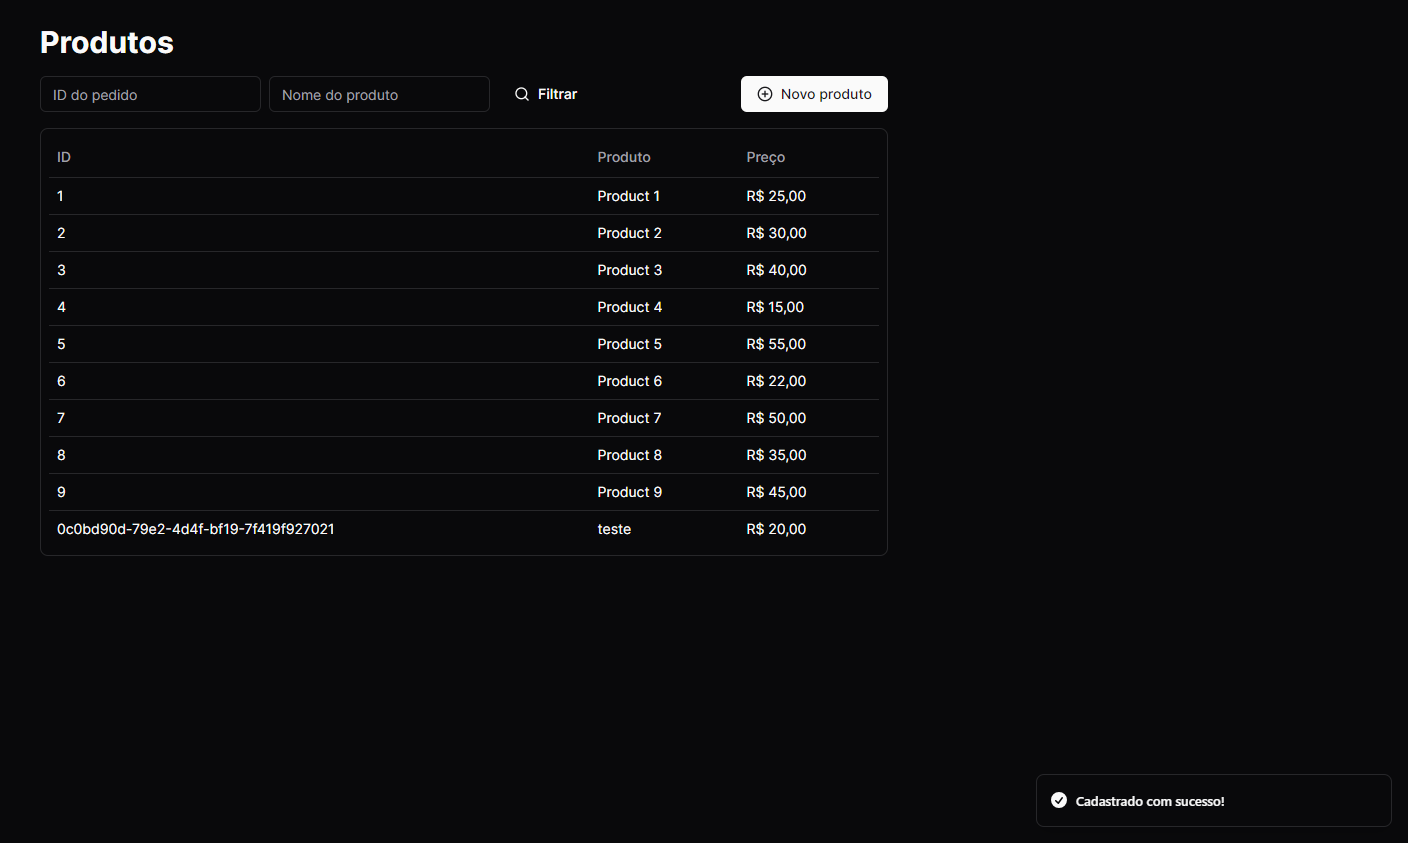 Produtos
ID do pedido Nome do produto Filtrar Novo produto
ID Produto Preço
1 Product 1 R$ 25,00
2 Product 2 R$ 30,00
3 Product 3 R$ 40,00
4 Product 4 R$ 15,00
5 Product 5 R$ 55,00
6 Product 6 R$ 22,00
7 Product 7 R$ 50,00
8 Product 8 R$ 35,00
9 Product 9 R$ 45,00
0c0bd90d-79e2-4d4f-bf19-7f419f927021 teste R$ 20,00
Cadastrado com sucesso!